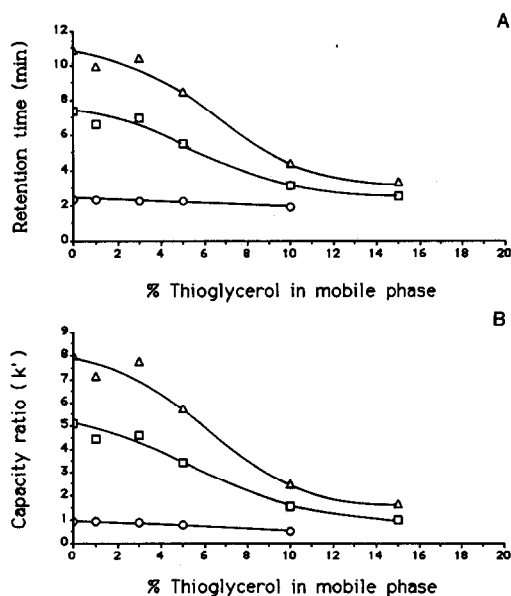 A
Retention time (min)
14
12
10
8
6
4
2
0
0 2 4 6 8 10 12 14 16 18 20
% Thioglycerol in mobile phase
B
Capacity ratio (k')
9
8
7
6
5
4
3
2
1
0
0 2 4 6 8 10 12 14 16 18 20
% Thioglycerol in mobile phase